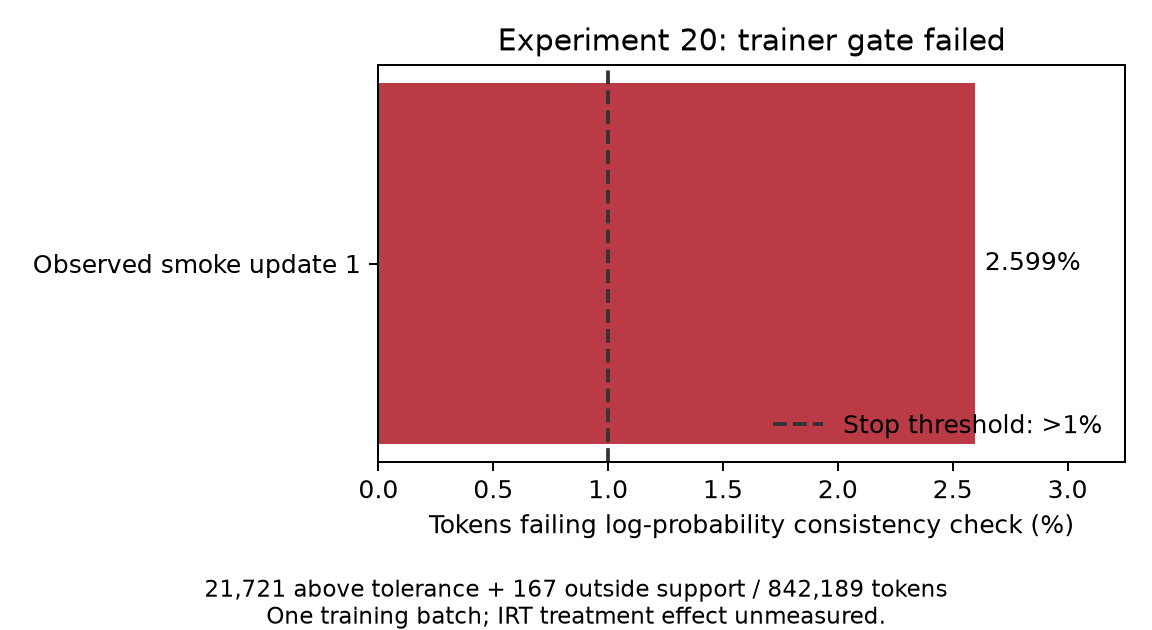 Experiment 20: trainer gate failed
Observed smoke update 1
2.599%
Stop threshold: >1%
0.0 0.5 1.0 1.5 2.0 2.5 3.0
Tokens failing log-probability consistency check (%)
21,721 above tolerance + 167 outside support / 842,189 tokens
One training batch; IRT treatment effect unmeasured.